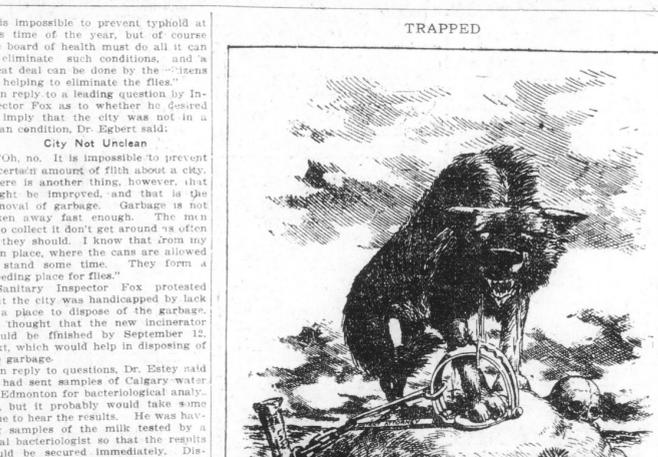 is impossible to prevent typhoid at
s time of the year, but of course
board of health must do all it can
eliminate such conditions, and a
eat deal can be done by the citizens
helping to eliminate the flies."
n reply to a leading question by In-
ector Fox as to whether he desired
imply that the city was not in a
an condition, Dr. Egbert said:
City Not Unclean
"Oh, no. It is impossible to prevent
certain amount of filth about a city.
ere is another thing, however, that
ght be improved, and that is the
moval of garbage. Garbage is not
ken away fast enough. The men
o collect it don't get around as often
they should. I know that from my
n place, where the cans are allowed
stand some time. They form a
eeding place for flies."
Sanitary Inspector Fox protested
t the city was handicapped by lack
a place to dispose of the garbage.
thought that the new incinerator
uld be ffinished by September 12,
xt, which would help in disposing of
garbage.
n reply to questions, Dr. Estey said
had sent samples of Calgary water
Edmonton for bacteriological analy-
, but it probably would take some
ne to hear the results. He was hav-
g samples of the milk tested by a
al bacteriologist so that the results
uld be secured immediately. Dis-
TRAPPED